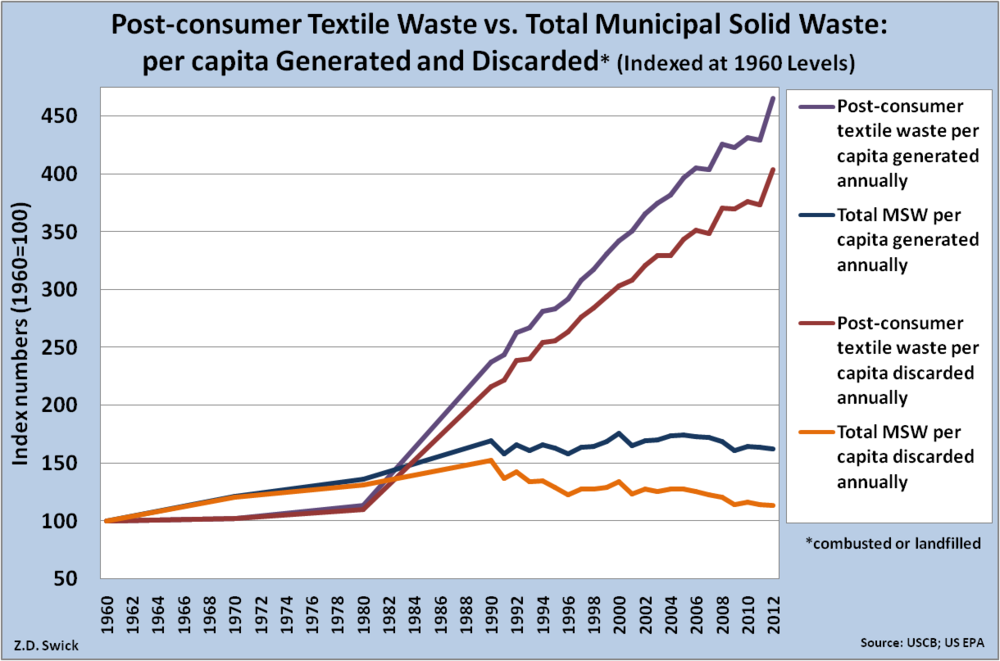 Post-consumer Textile Waste vs. Total Municipal Solid Waste:
per capita Generated and Discarded* (Indexed at 1960 Levels)
Index numbers (1960=100)
450
400
350
300
250
200
150
100
50
1960
1962
1964
1966
1968
1970
1972
1974
1976
1978
1980
1982
1984
1986
1988
1990
1992
1994
1996
1998
2000
2002
2004
2006
2008
2010
2012
Post-consumer
textile waste per
capita generated
annually
Total MSW per
capita generated
annually
Post-consumer
textile waste per
capita discarded
annually
Total MSW per
capita discarded
annually
*combusted or landfilled
Z.D. Swick
Source: USCB; US EPA